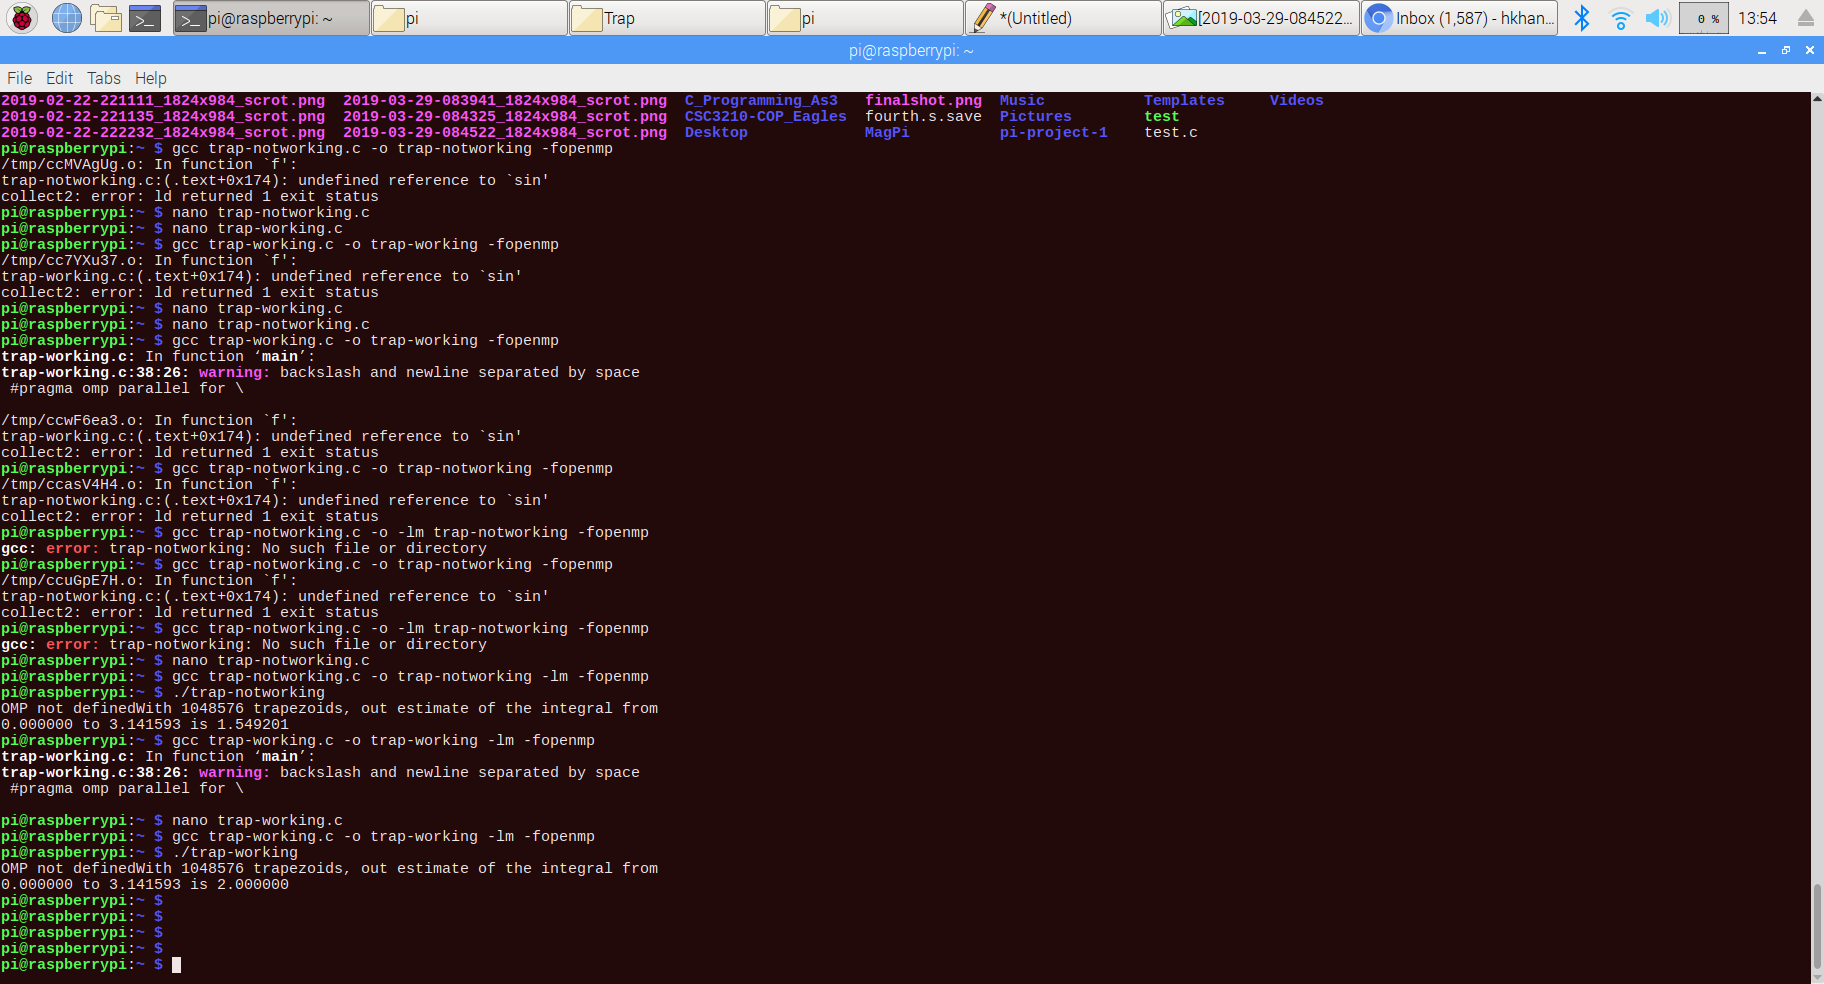 pi@raspberrypi: ~ pi Trap pi *(Untitled) [2019-03-29-084522... Inbox (1,587) - hkhan... 0 % 13:54
pi@raspberrypi: ~
File Edit Tabs Help
2019-02-22-221111_1824x984_scrot.png 2019-03-29-083941_1824x984_scrot.png C_Programming_As3 finalshot.png Music Templates Videos
2019-02-22-221135_1824x984_scrot.png 2019-03-29-084325_1824x984_scrot.png CSC3210-COP_Eagles fourth.s.save Pictures test
2019-02-22-222232_1824x984_scrot.png 2019-03-29-084522_1824x984_scrot.png Desktop MagPi pi-project-1 test.c
pi@raspberrypi:~ $ gcc trap-notworking.c -o trap-notworking -fopenmp
/tmp/ccMVAgUg.o: In function `f':
trap-notworking.c:(.text+0x174): undefined reference to `sin'
collect2: error: ld returned 1 exit status
pi@raspberrypi:~ $ nano trap-notworking.c
pi@raspberrypi:~ $ nano trap-working.c
pi@raspberrypi:~ $ gcc trap-working.c -o trap-working -fopenmp
/tmp/cc7YXu37.o: In function `f':
trap-working.c:(.text+0x174): undefined reference to `sin'
collect2: error: ld returned 1 exit status
pi@raspberrypi:~ $ nano trap-working.c
pi@raspberrypi:~ $ nano trap-notworking.c
pi@raspberrypi:~ $ gcc trap-working.c -o trap-working -fopenmp
trap-working.c: In function ‘main’:
trap-working.c:38:26: warning: backslash and newline separated by space
#pragma omp parallel for \
/tmp/ccwF6ea3.o: In function `f':
trap-working.c:(.text+0x174): undefined reference to `sin'
collect2: error: ld returned 1 exit status
pi@raspberrypi:~ $ gcc trap-notworking.c -o trap-notworking -fopenmp
/tmp/ccasV4H4.o: In function `f':
trap-notworking.c:(.text+0x174): undefined reference to `sin'
collect2: error: ld returned 1 exit status
pi@raspberrypi:~ $ gcc trap-notworking.c -o -lm trap-notworking -fopenmp
gcc: error: trap-notworking: No such file or directory
pi@raspberrypi:~ $ gcc trap-notworking.c -o trap-notworking -fopenmp
/tmp/ccuGpE7H.o: In function `f':
trap-notworking.c:(.text+0x174): undefined reference to `sin'
collect2: error: ld returned 1 exit status
pi@raspberrypi:~ $ gcc trap-notworking.c -o -lm trap-notworking -fopenmp
gcc: error: trap-notworking: No such file or directory
pi@raspberrypi:~ $ nano trap-notworking.c
pi@raspberrypi:~ $ gcc trap-notworking.c -o trap-notworking -lm -fopenmp
pi@raspberrypi:~ $ ./trap-notworking
OMP not definedWith 1048576 trapezoids, out estimate of the integral from
0.000000 to 3.141593 is 1.549201
pi@raspberrypi:~ $ gcc trap-working.c -o trap-working -lm -fopenmp
trap-working.c: In function ‘main’:
trap-working.c:38:26: warning: backslash and newline separated by space
#pragma omp parallel for \
pi@raspberrypi:~ $ nano trap-working.c
pi@raspberrypi:~ $ gcc trap-working.c -o trap-working -lm -fopenmp
pi@raspberrypi:~ $ ./trap-working
OMP not definedWith 1048576 trapezoids, out estimate of the integral from
0.000000 to 3.141593 is 2.000000
pi@raspberrypi:~ $
pi@raspberrypi:~ $
pi@raspberrypi:~ $
pi@raspberrypi:~ $
pi@raspberrypi:~ $